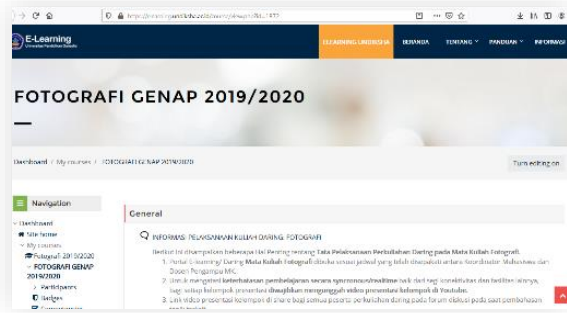 E-Learning
Universitas Pendidikan Ganesha
E-LEARNING UNDIKSHA BERANDA TENTANG PANDUAN INFORMASI
FOTOGRAFI GENAP 2019/2020
Dashboard / My courses / FOTOGRAFI GENAP 2019/2020
Turn editing on
Navigation
Dashboard
Site home
My courses
Fotografi 2019/2020
FOTOGRAFI GENAP
2019/2020
Participants
Badges
General
INFORMASI PELAKSANAAN KULIAH DARING FOTOGRAFI
Berikut ini disampaikan beberapa Hal Penting tentang Tata Pelaksanaan Perkuliahan Daring pada Mata Kuliah Fotografi.
1. Portal E-learning/ Daring Mata Kuliah Fotografi dibuka sesuai jadwal yang telah disepakati antara Koordinator Mahasiswa dan
Dosen Pengampu MK.
2. Untuk mengatasi keterbatasan pembelajaran secara syncronous/realtime baik dari segi konektivitas dan fasilitas lainnya,
bagi setiap kelompok presentasi diwajibkan mengunggah video presentasi kelompok di Youtube.
3. Link video presentasi kelompok di share bagi semua peserta perkuliahan daring pada forum diskusi pada saat pembahasan